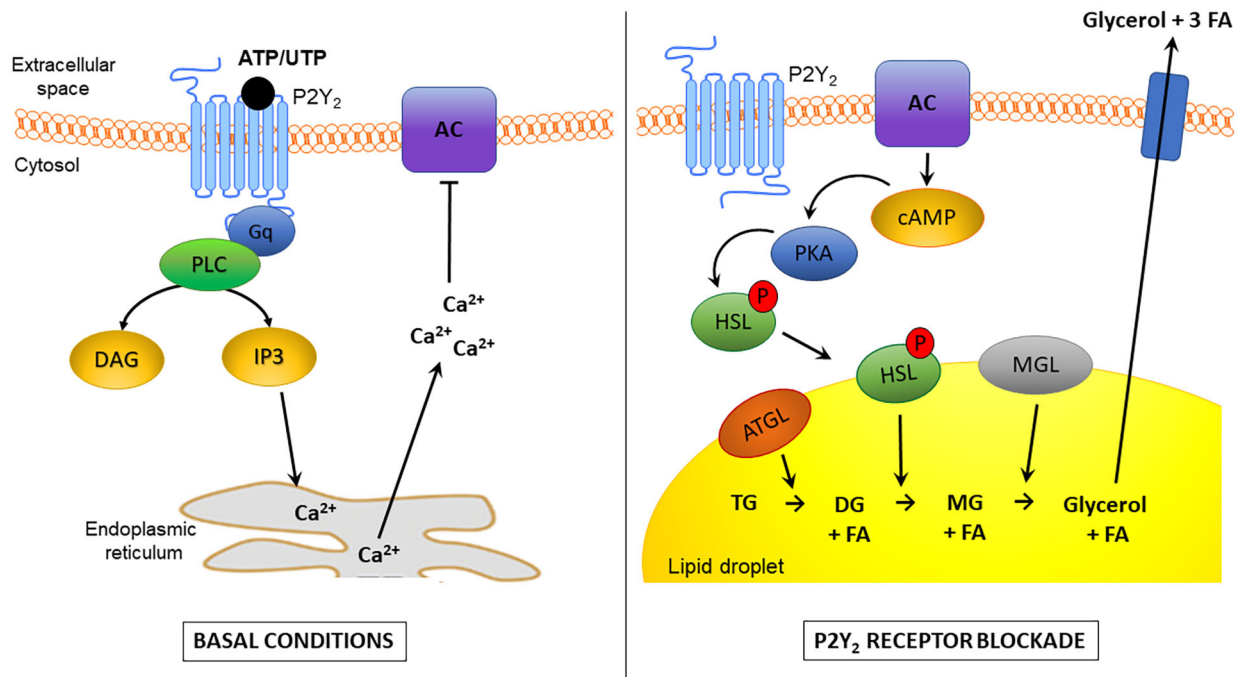 ATP/UTP
Extracellular
space
P2Y₂
AC
Cytosol
Gq
PLC
DAG
IP3
Ca²⁺
Ca²⁺
Ca²⁺
Ca²⁺
Ca²⁺
Endoplasmic
reticulum
BASAL CONDITIONS
Glycerol + 3 FA
P2Y₂
AC
cAMP
PKA
P
HSL
P
HSL
MGL
ATGL
TG → DG → MG → Glycerol
+ FA + FA + FA
Lipid droplet
P2Y₂ RECEPTOR BLOCKADE